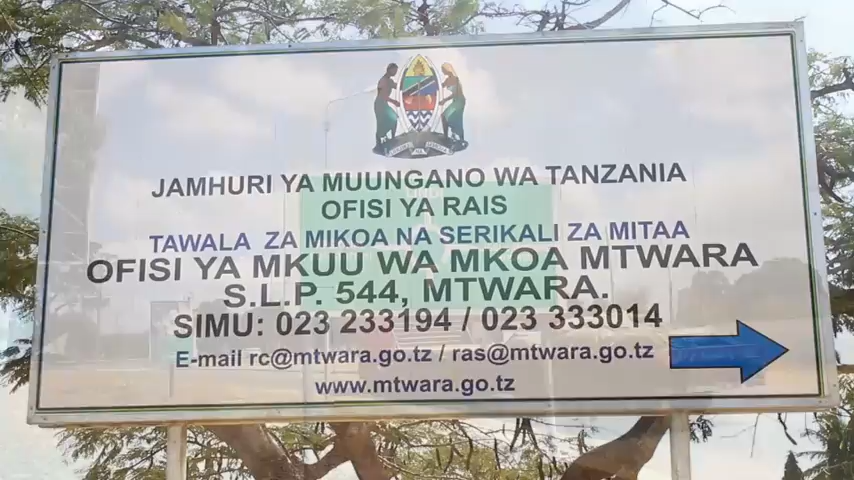 JAMHURI YA MUUNGANO WA TANZANIA
OFISI YA RAIS
TAWALA ZA MIKOA NA SERIKALI ZA MITAA
OFISI YA MKUU WA MKOA MTWARA
S.L.P. 544, MTWARA.
SIMU: 023 233194 / 023 333014
E-mail rc@mtwara.go.tz / ras@mtwara.go.tz
www.mtwara.go.tz